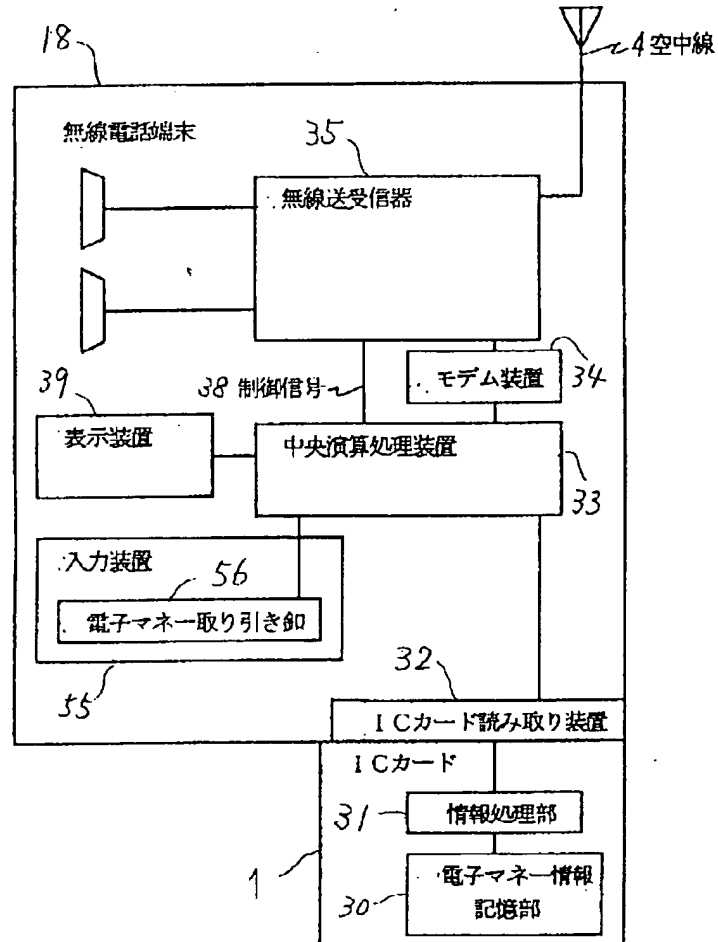 18
4 空中線
無線電話端末
35
無線送受信器
39
38 制御信号
モデム装置
34
表示装置
中央演算処理装置
33
入力装置
56
電子マネー取り引き釦
55
32
ICカード読み取り装置
ICカード
31
情報処理部
1
30
電子マネー情報
記憶部